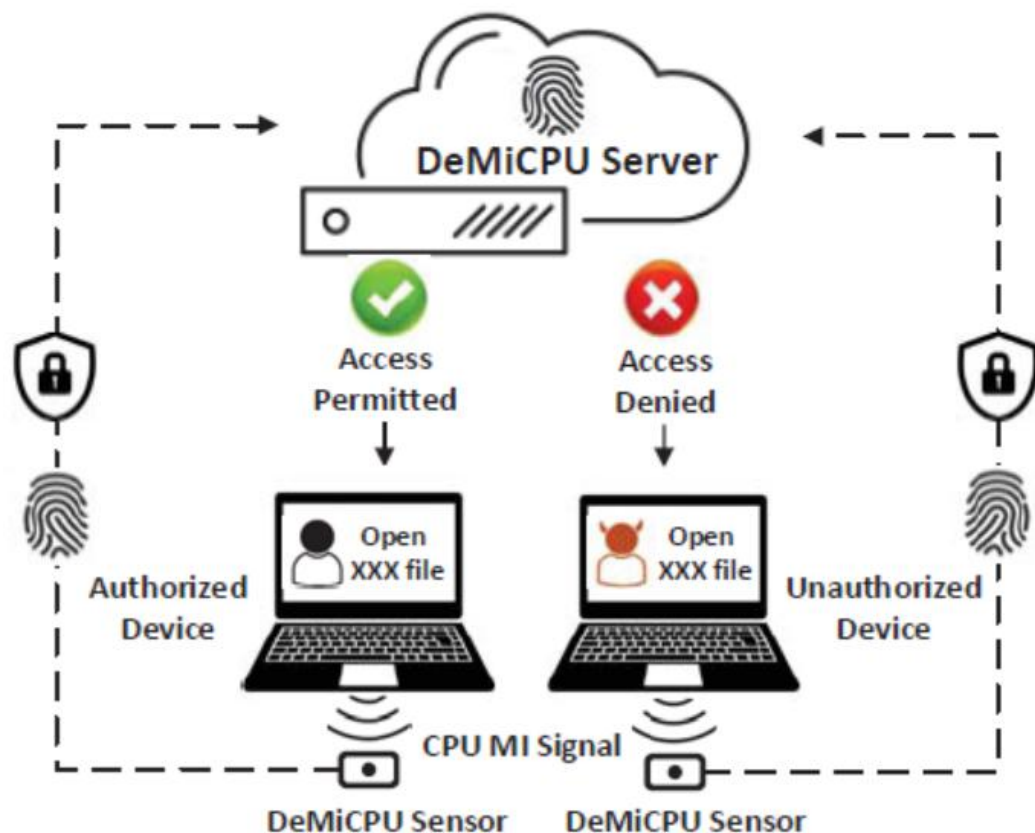 DeMiCPU Server
Access
Permitted
Access
Denied
Open
XXX file
Open
XXX file
Authorized
Device
Unauthorized
Device
CPU MI Signal
DeMiCPU Sensor
DeMiCPU Sensor